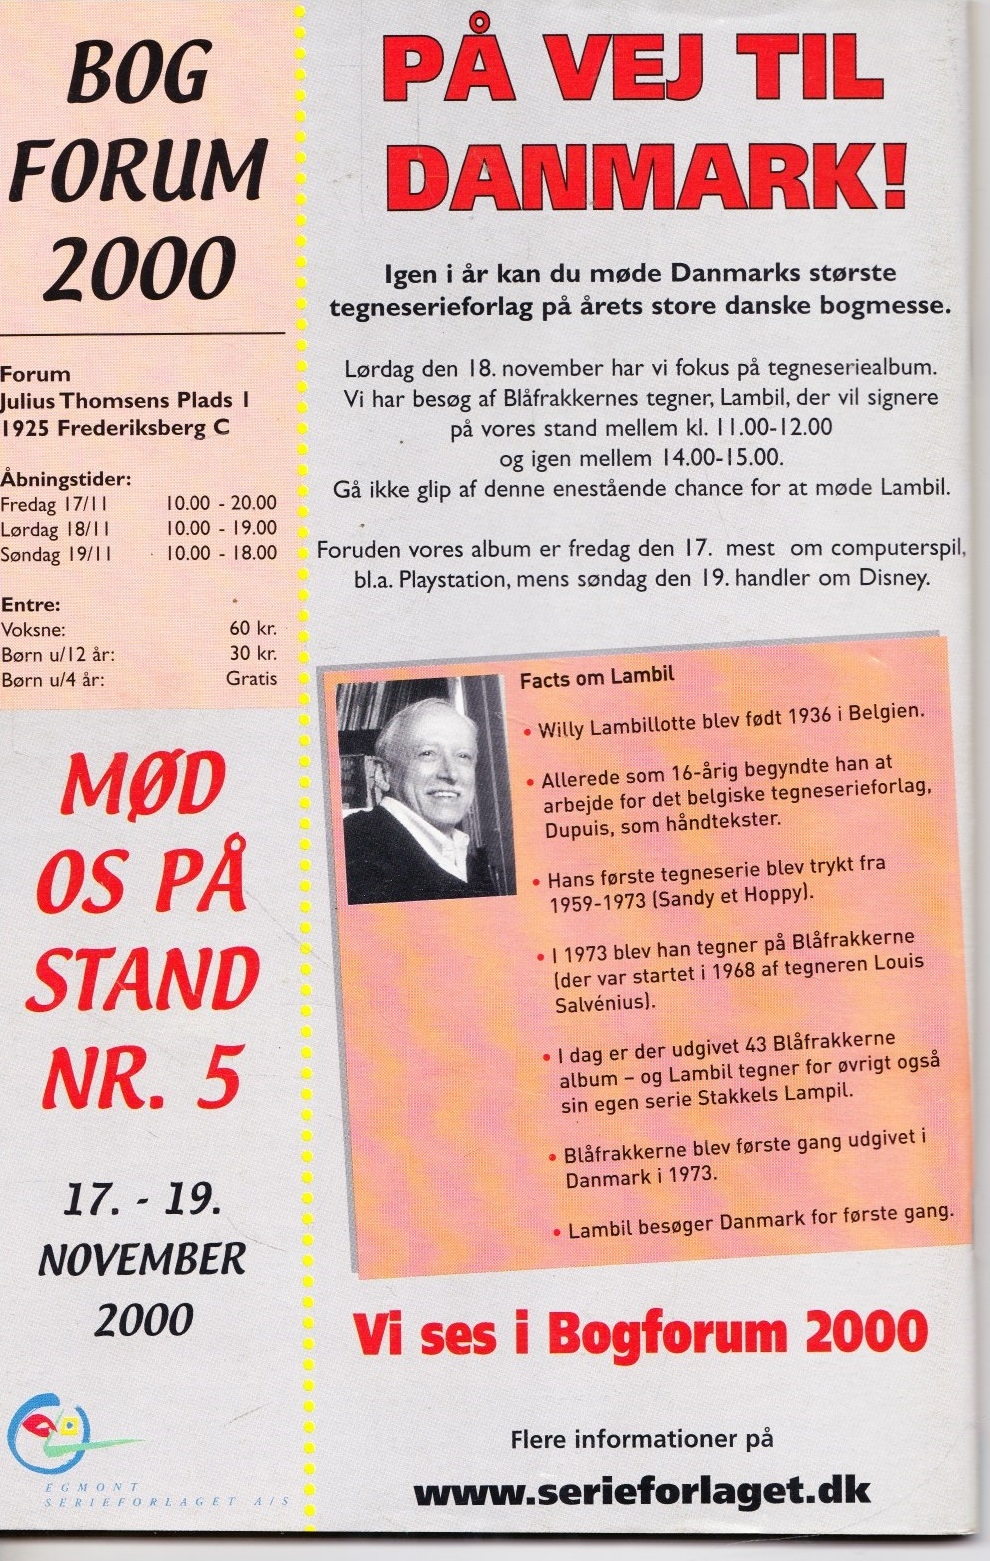 BOG
FORUM
2000
Forum
Julius Thomsens Plads 1
1925 Frederiksberg C
Åbningstider:
Fredag 17/11 10.00 - 20.00
Lørdag 18/11 10.00 - 19.00
Søndag 19/11 10.00 - 18.00
Entre:
Voksne: 60 kr.
Børn u/12 år: 30 kr.
Børn u/4 år: Gratis
MØD
OS PÅ
STAND
NR. 5
17. - 19.
NOVEMBER
2000
EGMONT
SERIEFORLAGET A/S
PÅ VEJ TIL
DANMARK!
Igen i år kan du møde Danmarks største
tegneserieforlag på årets store danske bogmesse.
Lørdag den 18. november har vi fokus på tegneseriealbum.
Vi har besøg af Blåfrakkernes tegner, Lambil, der vil signere
på vores stand mellem kl. 11.00-12.00
og igen mellem 14.00-15.00.
Gå ikke glip af denne enestående chance for at møde Lambil.
Foruden vores album er fredag den 17. mest om computerspil,
bl.a. Playstation, mens søndag den 19. handler om Disney.
Facts om Lambil
• Willy Lambillotte blev født 1936 i Belgien.
• Allerede som 16-årig begyndte han at
arbejde for det belgiske tegneserieforlag,
Dupuis, som håndtekster.
• Hans første tegneserie blev trykt fra
1959-1973 (Sandy et Hoppy).
• I 1973 blev han tegner på Blåfrakkerne
(der var startet i 1968 af tegneren Louis
Salvénius).
• I dag er der udgivet 43 Blåfrakkerne
album – og Lambil tegner for øvrigt også
sin egen serie Stakkels Lampil.
• Blåfrakkerne blev første gang udgivet i
Danmark i 1973.
• Lambil besøger Danmark for første gang.
Vi ses i Bogforum 2000
Flere informationer på
www.serieforlaget.dk